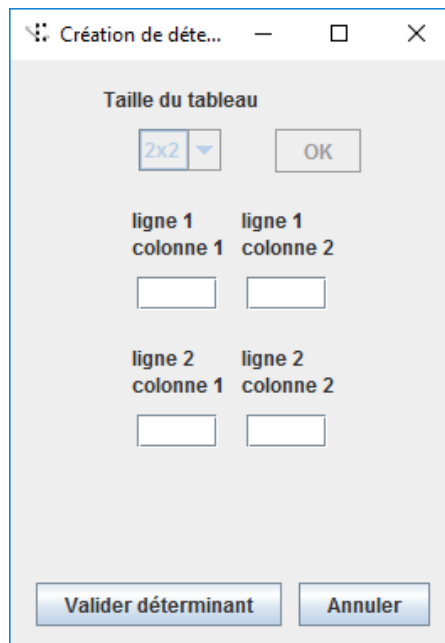 Création de déte...
Taille du tableau
2x2 OK
ligne 1 ligne 1
colonne 1 colonne 2
ligne 2 ligne 2
colonne 1 colonne 2
Valider déterminant Annuler